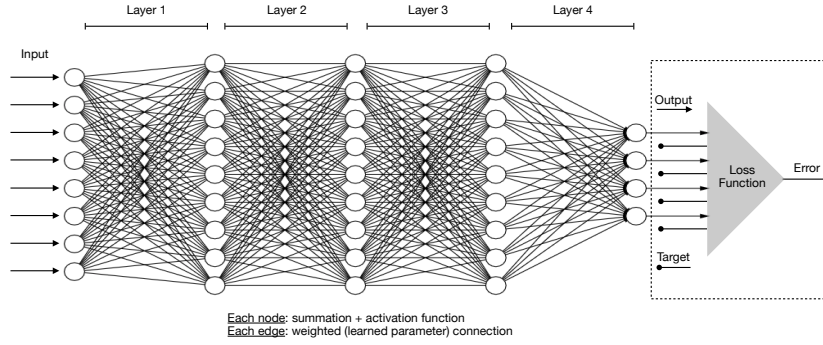 Layer 1
Layer 2
Layer 3
Layer 4
Input
Output
Loss
Function
Error
Target
Each node: summation + activation function
Each edge: weighted (learned parameter) connection